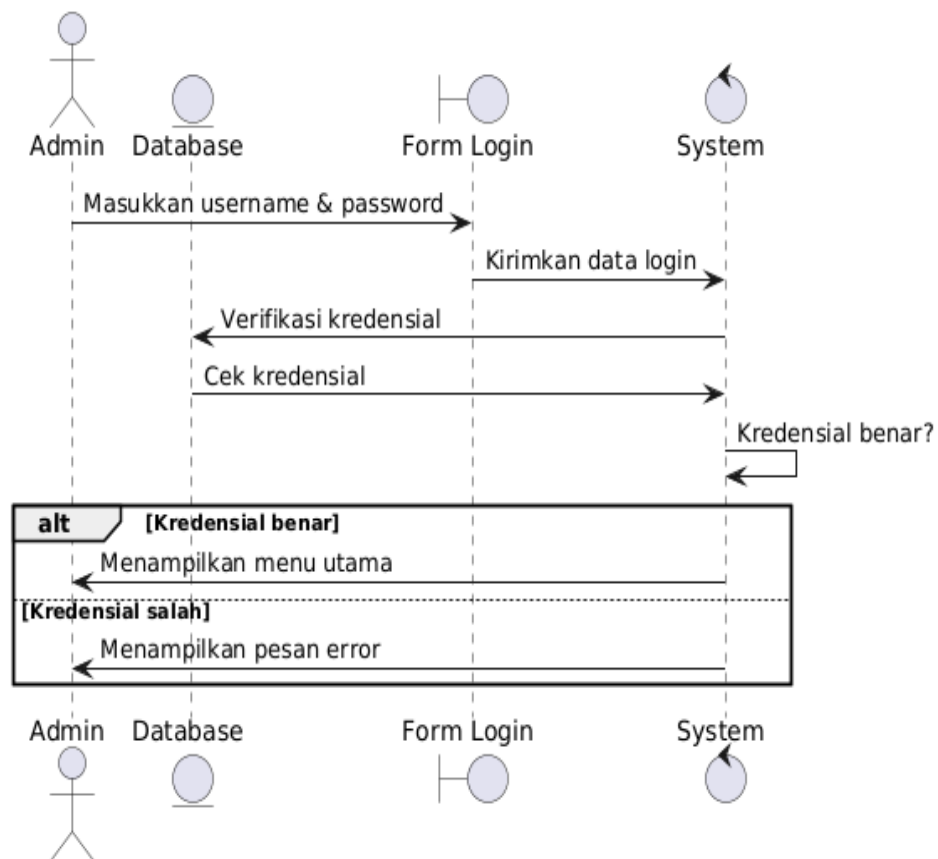 Admin Database Form Login System
Masukkan username & password
Kirimkan data login
Verifikasi kredensial
Cek kredensial
Kredensial benar?
alt [Kredensial benar]
Menampilkan menu utama
[Kredensial salah]
Menampilkan pesan error
Admin Database Form Login System